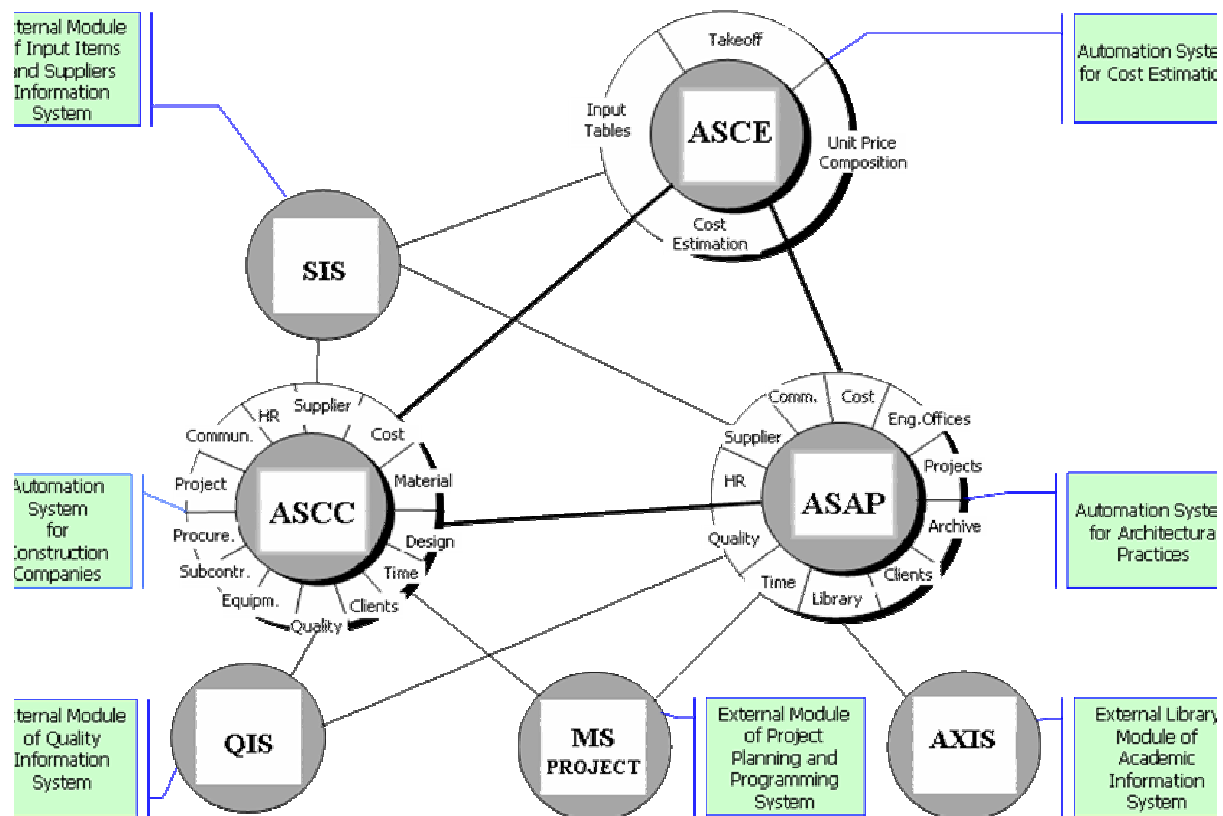 ternal Module
f Input Items
and Suppliers
Information
System
Takeoff
Input
Tables
ASCE
Unit Price
Composition
Cost
Estimation
Automation Syste
for Cost Estimatio
SIS
Supplier
HR
Commun.
Cost
Project
Material
ASCC
Procure.
Design
Subcontr.
Time
Equipm.
Clients
Quality
Comm.
Cost
Eng.Offices
Supplier
Projects
HR
ASAP
Archive
Quality
Clients
Time
Library
Automation
System
for
Construction
Companies
Automation Syste
for Architectura
Practices
ternal Module
of Quality
Information
System
QIS
MS
PROJECT
External Module
of Project
Planning and
Programming
System
AXIS
External Library
Module of
Academic
Information
System